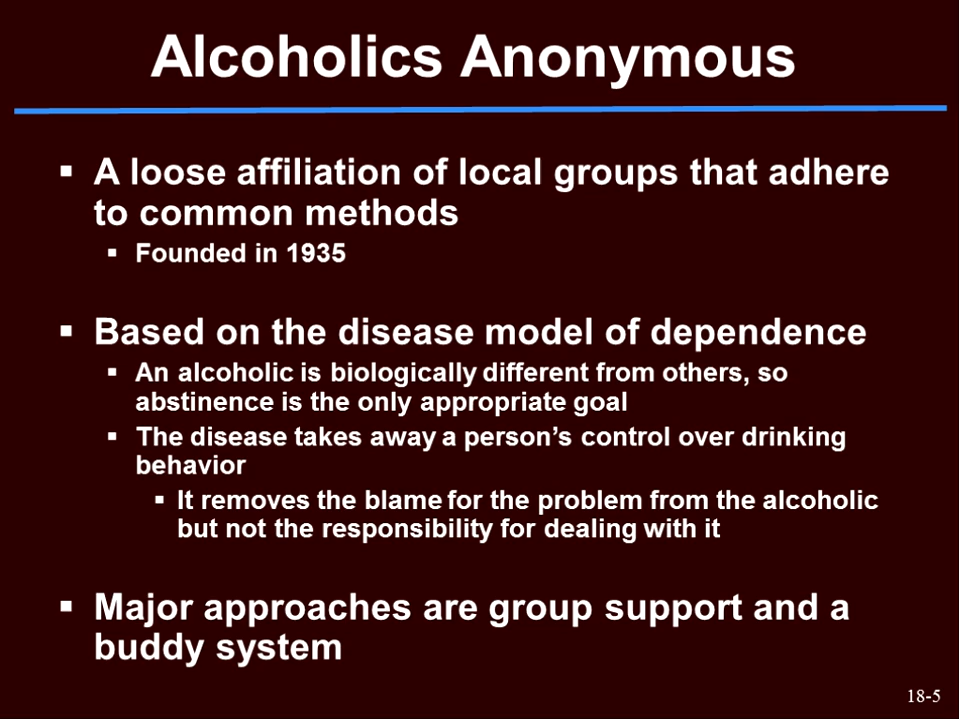 Alcoholics Anonymous
▪ A loose affiliation of local groups that adhere
to common methods
▪ Founded in 1935
▪ Based on the disease model of dependence
▪ An alcoholic is biologically different from others, so
abstinence is the only appropriate goal
▪ The disease takes away a person’s control over drinking
behavior
▪ It removes the blame for the problem from the alcoholic
but not the responsibility for dealing with it
▪ Major approaches are group support and a
buddy system
18-5